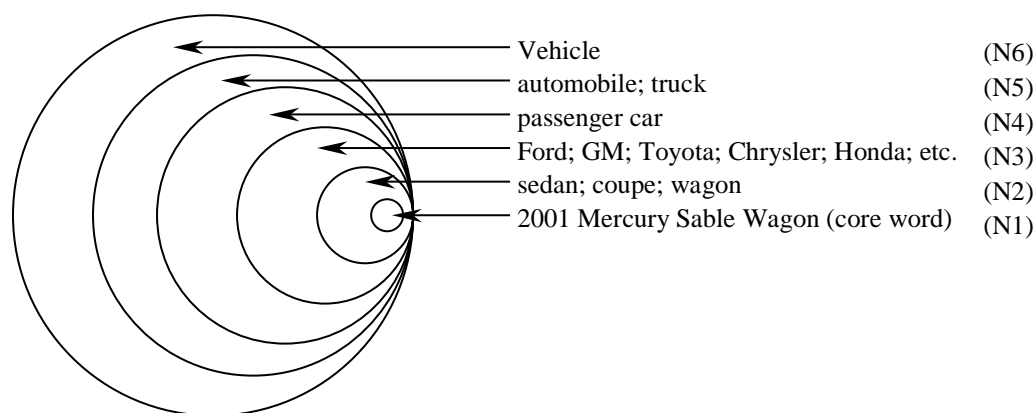 Vehicle (N6)
automobile; truck (N5)
passenger car (N4)
Ford; GM; Toyota; Chrysler; Honda; etc. (N3)
sedan; coupe; wagon (N2)
2001 Mercury Sable Wagon (core word) (N1)